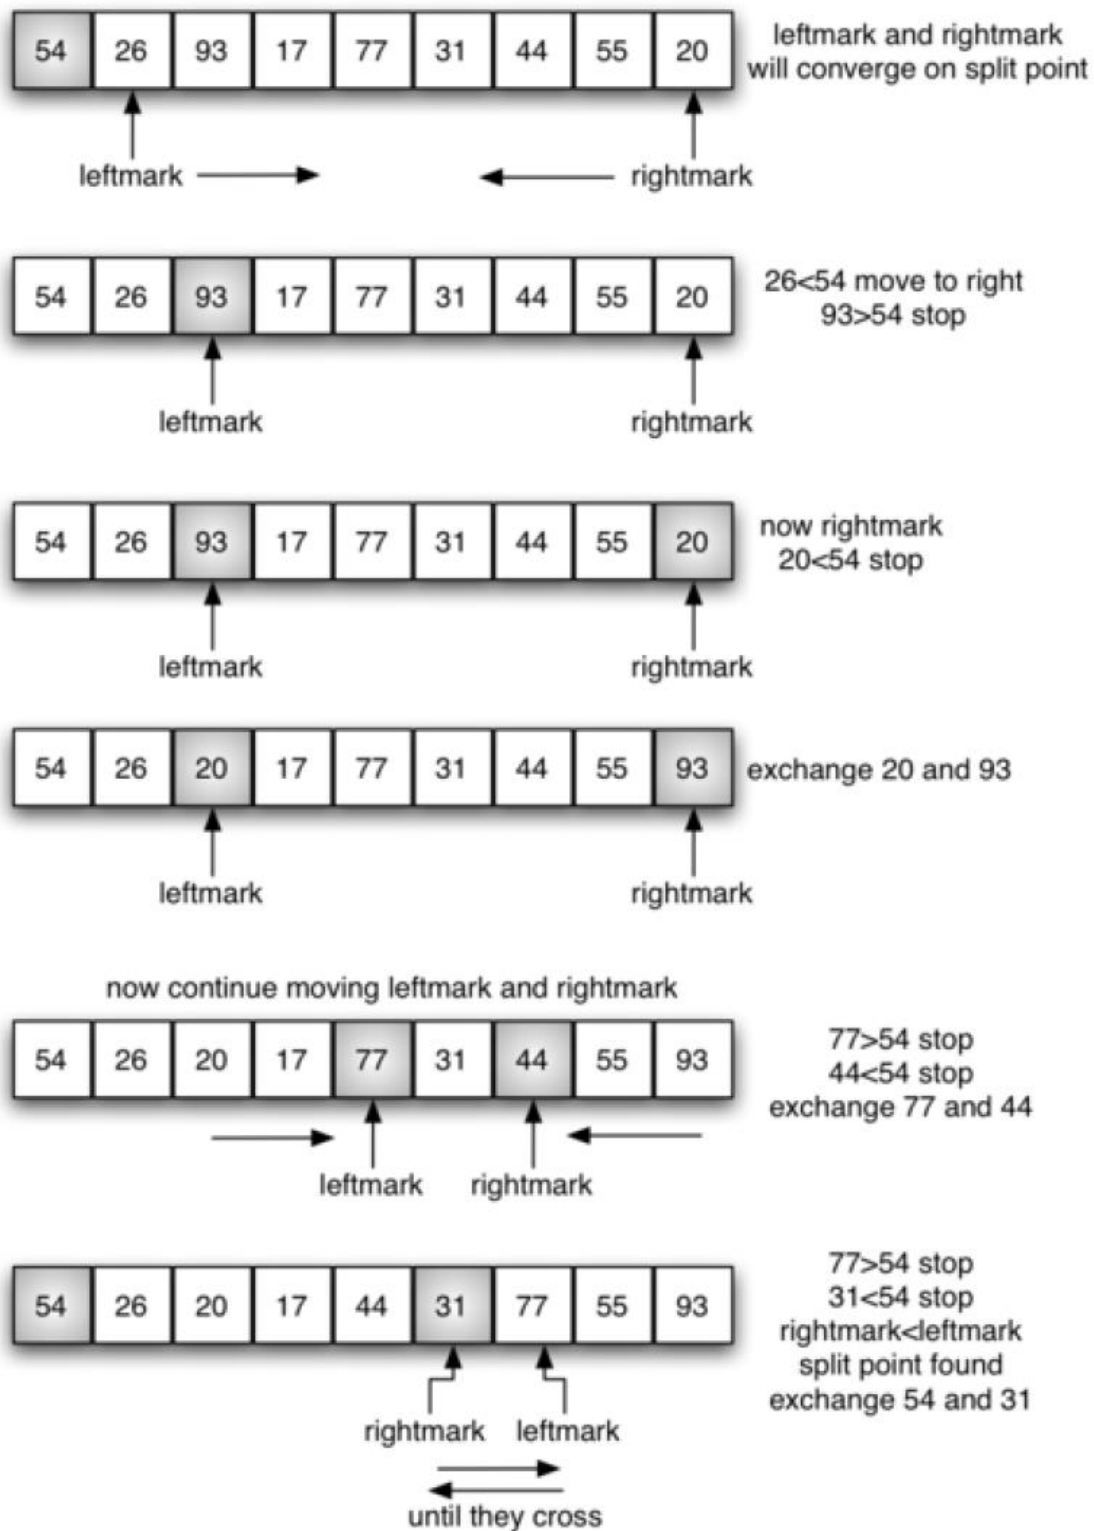 54 26 93 17 77 31 44 55 20
leftmark and rightmark
will converge on split point
leftmark rightmark
54 26 93 17 77 31 44 55 20
26<54 move to right
93>54 stop
leftmark rightmark
54 26 93 17 77 31 44 55 20
now rightmark
20<54 stop
leftmark rightmark
54 26 20 17 77 31 44 55 93
exchange 20 and 93
leftmark rightmark
now continue moving leftmark and rightmark
54 26 20 17 77 31 44 55 93
77>54 stop
44<54 stop
exchange 77 and 44
leftmark rightmark
54 26 20 17 44 31 77 55 93
77>54 stop
31<54 stop
rightmark<leftmark
split point found
exchange 54 and 31
rightmark leftmark
until they cross